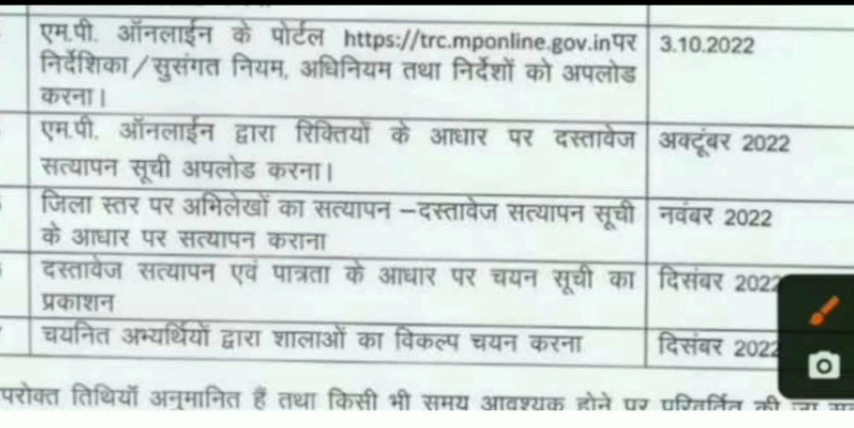 एम.पी. ऑनलाईन के पोर्टल https://trc.mponline.gov.inपर 3.10.2022
निर्देशिका/सुसंगत नियम, अधिनियम तथा निर्देशों को अपलोड
करना।
एम.पी. ऑनलाईन द्वारा रिक्तियों के आधार पर दस्तावेज अक्टूंबर 2022
सत्यापन सूची अपलोड करना।
जिला स्तर पर अभिलेखों का सत्यापन –दस्तावेज सत्यापन सूची नवंबर 2022
के आधार पर सत्यापन कराना
दस्तावेज सत्यापन एवं पात्रता के आधार पर चयन सूची का दिसंबर 2022
प्रकाशन
चयनित अभ्यर्थियों द्वारा शालाओं का विकल्प चयन करना दिसंबर 2022
परोक्त तिथियॉ अनुमानित हैं तथा किसी भी समय आवश्यक होने पर परिवर्तित की जा